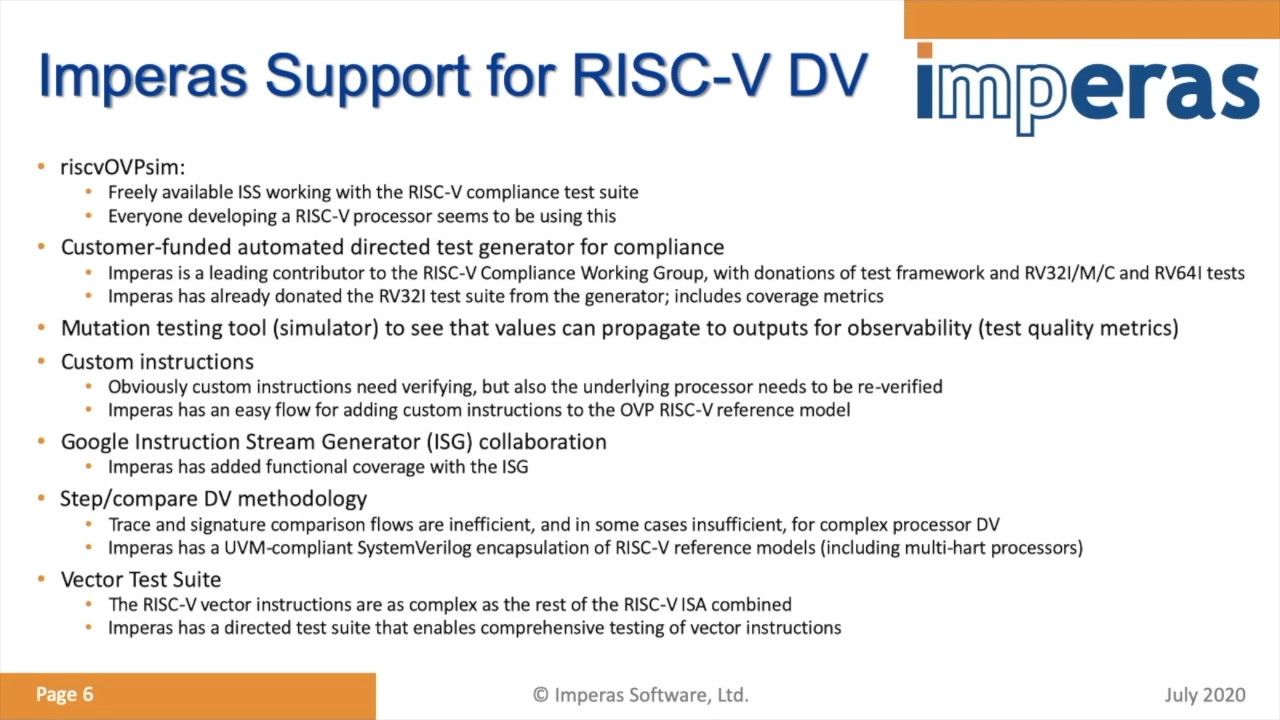 Imperas Support for RISC-V DV
imperas
• riscvOVPsim:
• Freely available ISS working with the RISC-V compliance test suite
• Everyone developing a RISC-V processor seems to be using this
• Customer-funded automated directed test generator for compliance
• Imperas is a leading contributor to the RISC-V Compliance Working Group, with donations of test framework and RV32I/M/C and RV64I tests
• Imperas has already donated the RV32I test suite from the generator; includes coverage metrics
• Mutation testing tool (simulator) to see that values can propagate to outputs for observability (test quality metrics)
• Custom instructions
• Obviously custom instructions need verifying, but also the underlying processor needs to be re-verified
• Imperas has an easy flow for adding custom instructions to the OVP RISC-V reference model
• Google Instruction Stream Generator (ISG) collaboration
• Imperas has added functional coverage with the ISG
• Step/compare DV methodology
• Trace and signature comparison flows are inefficient, and in some cases insufficient, for complex processor DV
• Imperas has a UVM-compliant SystemVerilog encapsulation of RISC-V reference models (including multi-hart processors)
• Vector Test Suite
• The RISC-V vector instructions are as complex as the rest of the RISC-V ISA combined
• Imperas has a directed test suite that enables comprehensive testing of vector instructions
Page 6
© Imperas Software, Ltd.
July 2020